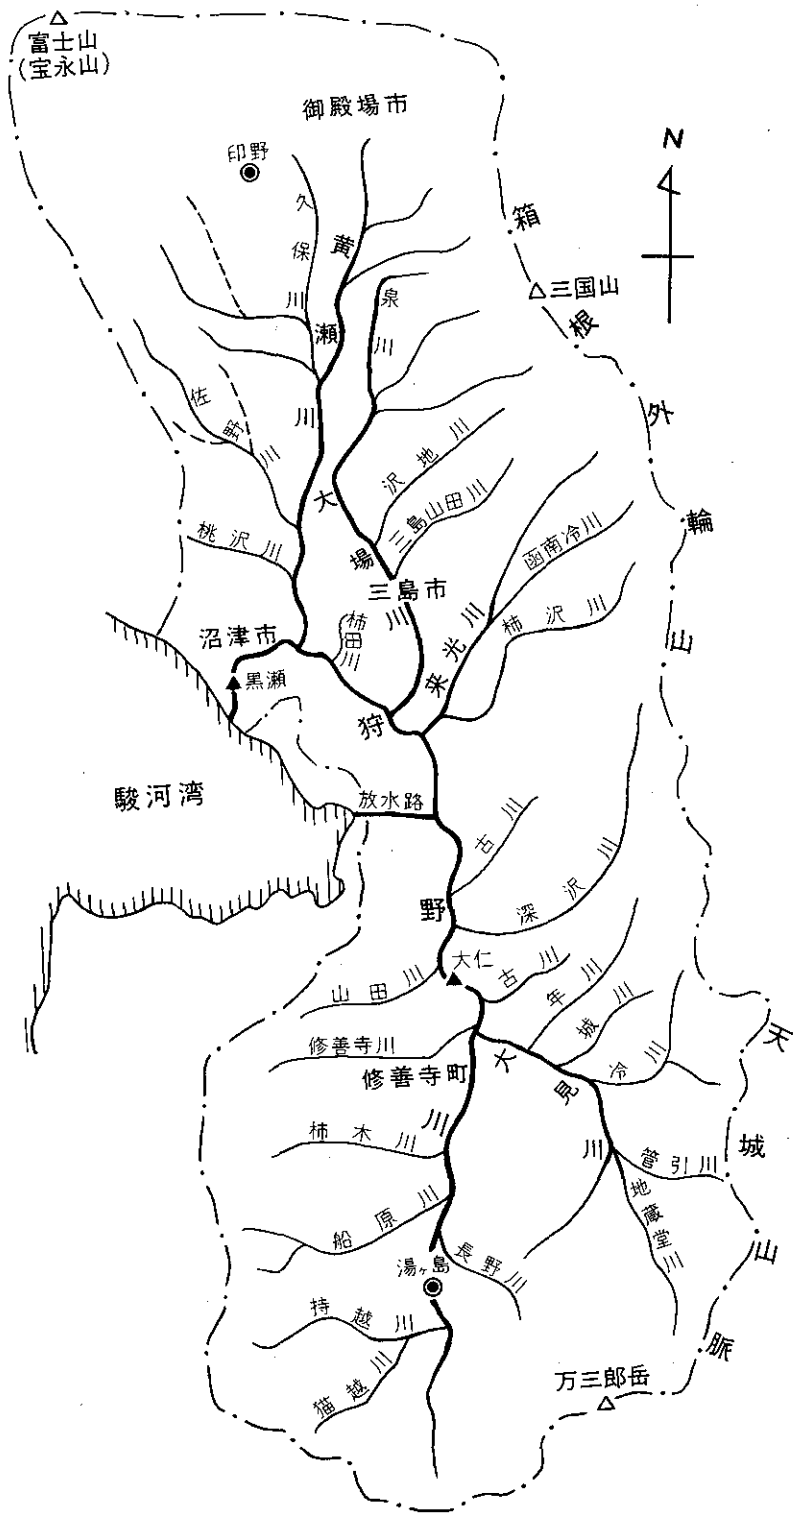 富士山
(宝永山)
御殿場市
印野
N
久保川
黄瀬川
泉川
箱根外輪山
三国山
佐野川
大場川
沢地川
三島山田川
桃沢川
三島市
函南冷川
柿沢川
来光川
沼津市
柿田川
黒瀬
狩野川
駿河湾
放水路
古川
深沢川
大仁
山田川
古川
年川
城川
冷川
修善寺川
修善寺町
大見川
天城山脈
柿木川
管引川
地蔵堂川
船原川
長野川
湯ヶ島
持越川
猫越川
万三郎岳